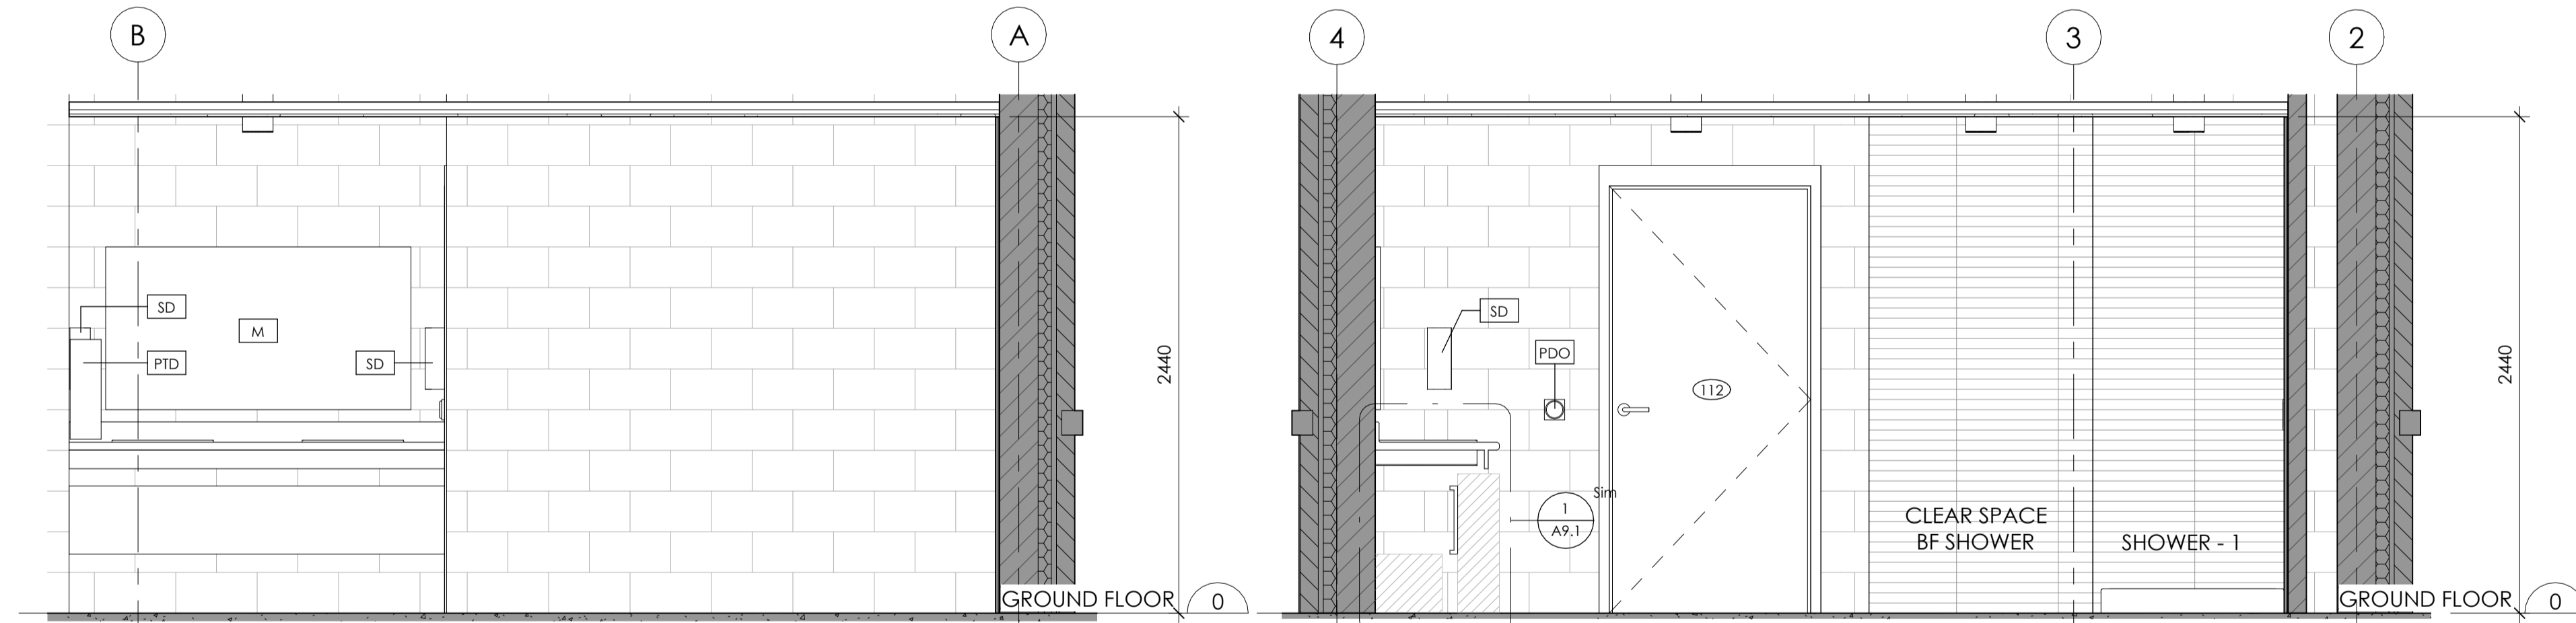 B
A
SD
M
PTD
SD
2440
GROUND FLOOR
0
4
3
2
SD
PDO
112
Sim
1
A9.1
CLEAR SPACE
BF SHOWER
SHOWER - 1
2440
GROUND FLOOR
0